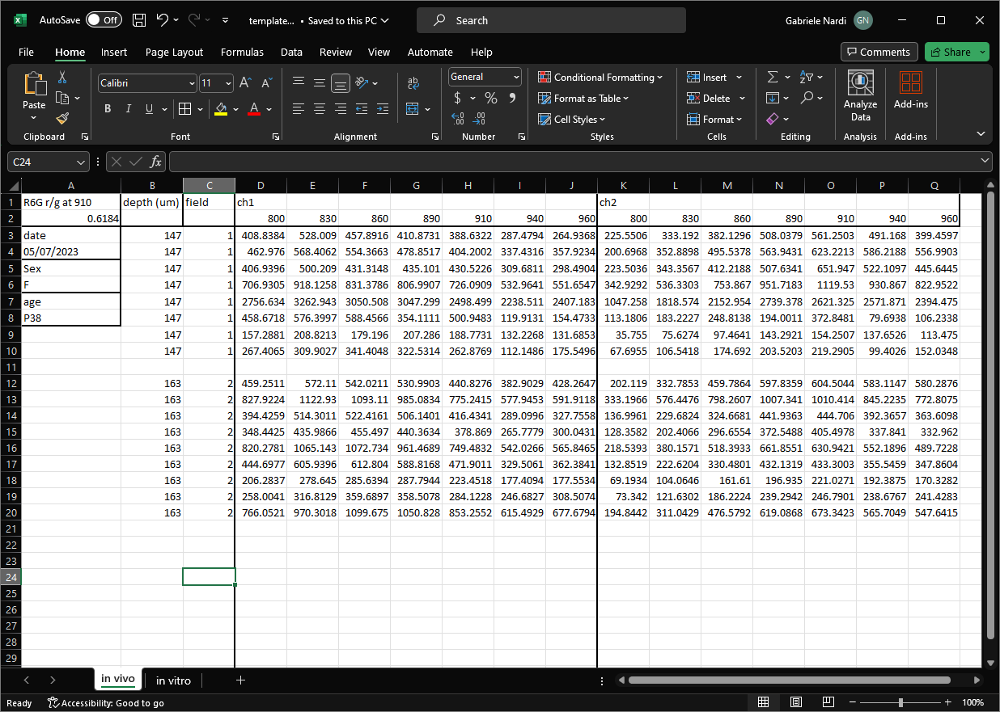 AutoSave Off template... • Saved to this PC Search Gabriele Nardi GN
File Home Insert Page Layout Formulas Data Review View Automate Help Comments Share
Paste Calibri 11 A A ab General Conditional Formatting Insert Σ Analyze Data Add-ins
B I U A $ % 9 Format as Table Delete
.00 .00 Cell Styles Format
Clipboard Font Alignment Number Styles Cells Editing Analysis Add-ins
C24 fx
A B C D E F G H I J K L M N O P Q
1 R6G r/g at 910 depth (um) field ch1 ch2
2 0.6184 800 830 860 890 910 940 960 800 830 860 890 910 940 960
3 date 147 1 408.8384 528.009 457.8916 410.8731 388.6322 287.4794 264.9368 225.5506 333.192 382.1296 508.0379 561.2503 491.168 399.4597
4 05/07/2023 147 1 462.976 568.4062 554.3663 478.8517 404.2002 337.4316 357.9234 200.6968 352.8898 495.5378 563.9431 623.2213 586.2188 556.9903
5 Sex 147 1 406.9396 500.209 431.3148 435.101 430.5226 309.6811 298.4904 223.5036 343.3567 412.2188 507.6341 651.947 522.1097 445.6445
6 F 147 1 706.9305 918.1258 831.3786 806.9907 726.0909 532.9641 551.6547 342.9292 536.3303 753.867 951.7183 1119.53 930.867 822.9522
7 age 147 1 2756.634 3262.943 3050.508 3047.299 2498.499 2238.511 2407.183 1047.258 1818.574 2152.954 2739.378 2621.325 2571.871 2394.475
8 P38 147 1 458.6718 576.3997 588.4566 354.1111 500.9483 119.9131 154.4733 113.1806 183.2227 248.8138 194.0011 372.8481 79.6938 106.2338
9 147 1 157.2881 208.8213 179.196 207.286 188.7731 132.2268 131.6853 35.755 75.6274 97.4641 143.2921 154.2507 137.6526 113.475
10 147 1 267.4065 309.9027 341.4048 322.5314 262.8769 112.1486 175.5496 67.6955 106.5418 174.692 203.5203 219.2905 99.4026 152.0348
11
12 163 2 459.2511 572.11 542.0211 530.9903 440.8276 382.9029 428.2647 202.119 332.7853 459.7864 597.8359 604.5044 583.1147 580.2876
13 163 2 827.9224 1122.93 1093.11 985.0834 775.2415 577.9453 591.9118 333.1966 576.4476 798.2607 1007.341 1010.414 845.2235 772.8075
14 163 2 394.4259 514.3011 522.4161 506.1401 416.4341 289.0996 327.7558 136.9961 229.6824 324.6681 441.9363 444.706 392.3657 363.6098
15 163 2 348.4425 435.9866 455.497 440.3634 378.869 265.7779 300.0431 128.3582 202.4066 296.6554 372.5488 405.4978 337.841 332.962
16 163 2 820.2781 1065.143 1072.734 961.4689 749.4832 542.0266 565.8465 218.5393 380.1571 518.3933 661.8551 630.9421 552.1896 489.7228
17 163 2 444.6977 605.9396 612.804 588.8168 471.9011 329.5061 362.3841 132.8519 222.6204 330.4801 432.1319 433.3003 355.5459 347.8604
18 163 2 206.2837 278.645 285.6394 287.7944 223.4518 177.4094 177.5534 69.1934 104.0646 161.61 196.935 221.0271 192.3875 170.3282
19 163 2 258.0041 316.8129 359.6897 358.5078 284.1228 246.6827 308.5074 73.342 121.6302 186.2224 239.2942 246.7901 238.6767 241.4283
20 163 2 766.0521 970.3018 1099.675 1050.828 853.2552 615.4929 677.6794 194.8442 311.0429 476.5792 619.0868 673.3423 565.7049 547.6415
21
22
23
24
25
26
27
28
29
in vivo in vitro
Ready Accessibility: Good to go 100%